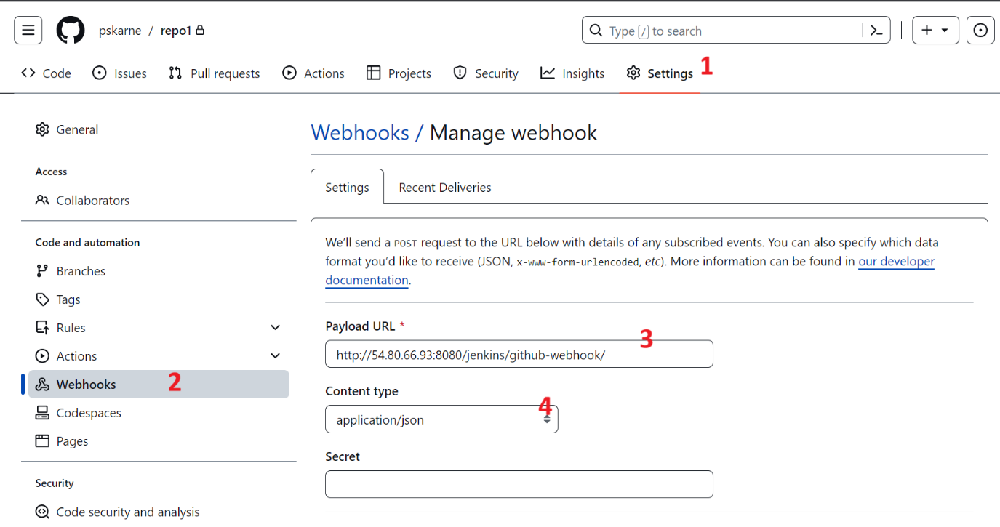 pskarne / repo1
Type / to search
Code Issues Pull requests Actions Projects Security Insights Settings 1
General
Access
Collaborators
Code and automation
Branches
Tags
Rules
Actions
Webhooks 2
Codespaces
Pages
Security
Code security and analysis
Webhooks / Manage webhook
Settings Recent Deliveries
We'll send a POST request to the URL below with details of any subscribed events. You can also specify which data
format you'd like to receive (JSON, x-www-form-urlencoded, etc). More information can be found in our developer
documentation.
Payload URL *
3
http://54.80.66.93:8080/jenkins/github-webhook/
Content type
4
application/json
Secret